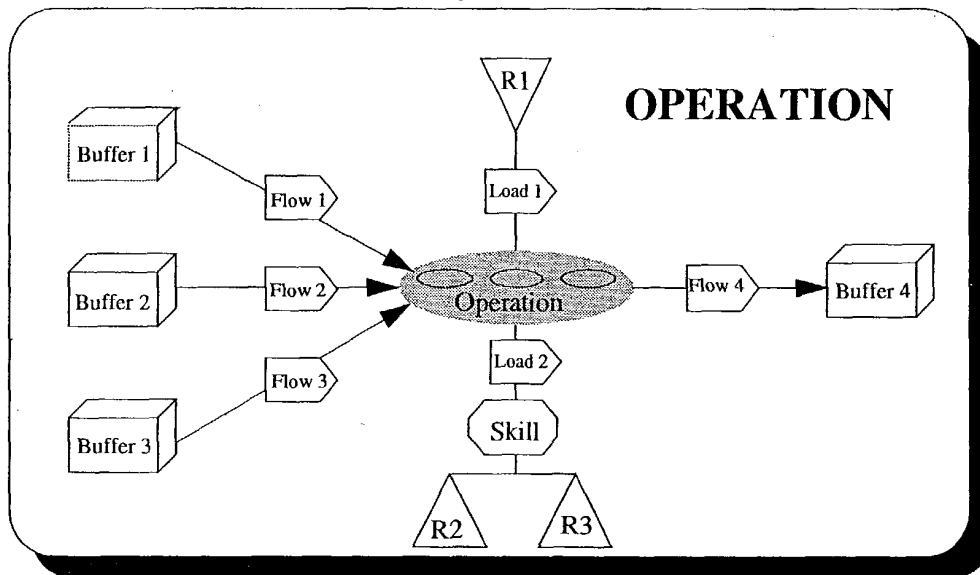 R1
OPERATION
Buffer 1
Flow 1
Load 1
Buffer 2
Flow 2
Operation
Flow 4
Buffer 4
Load 2
Flow 3
Buffer 3
Skill
R2
R3